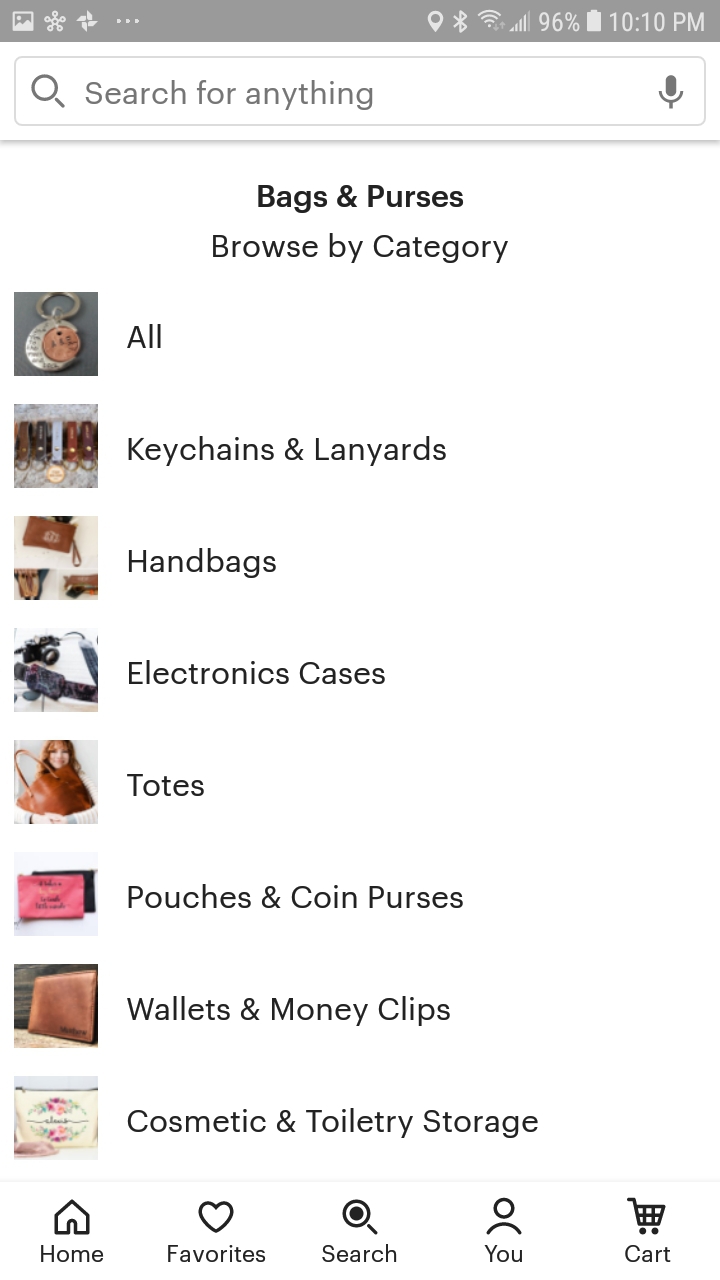 96% 10:10 PM
Search for anything
Bags & Purses
Browse by Category
All
Keychains & Lanyards
Handbags
Electronics Cases
Totes
Pouches & Coin Purses
Wallets & Money Clips
Cosmetic & Toiletry Storage
Home Favorites Search You Cart